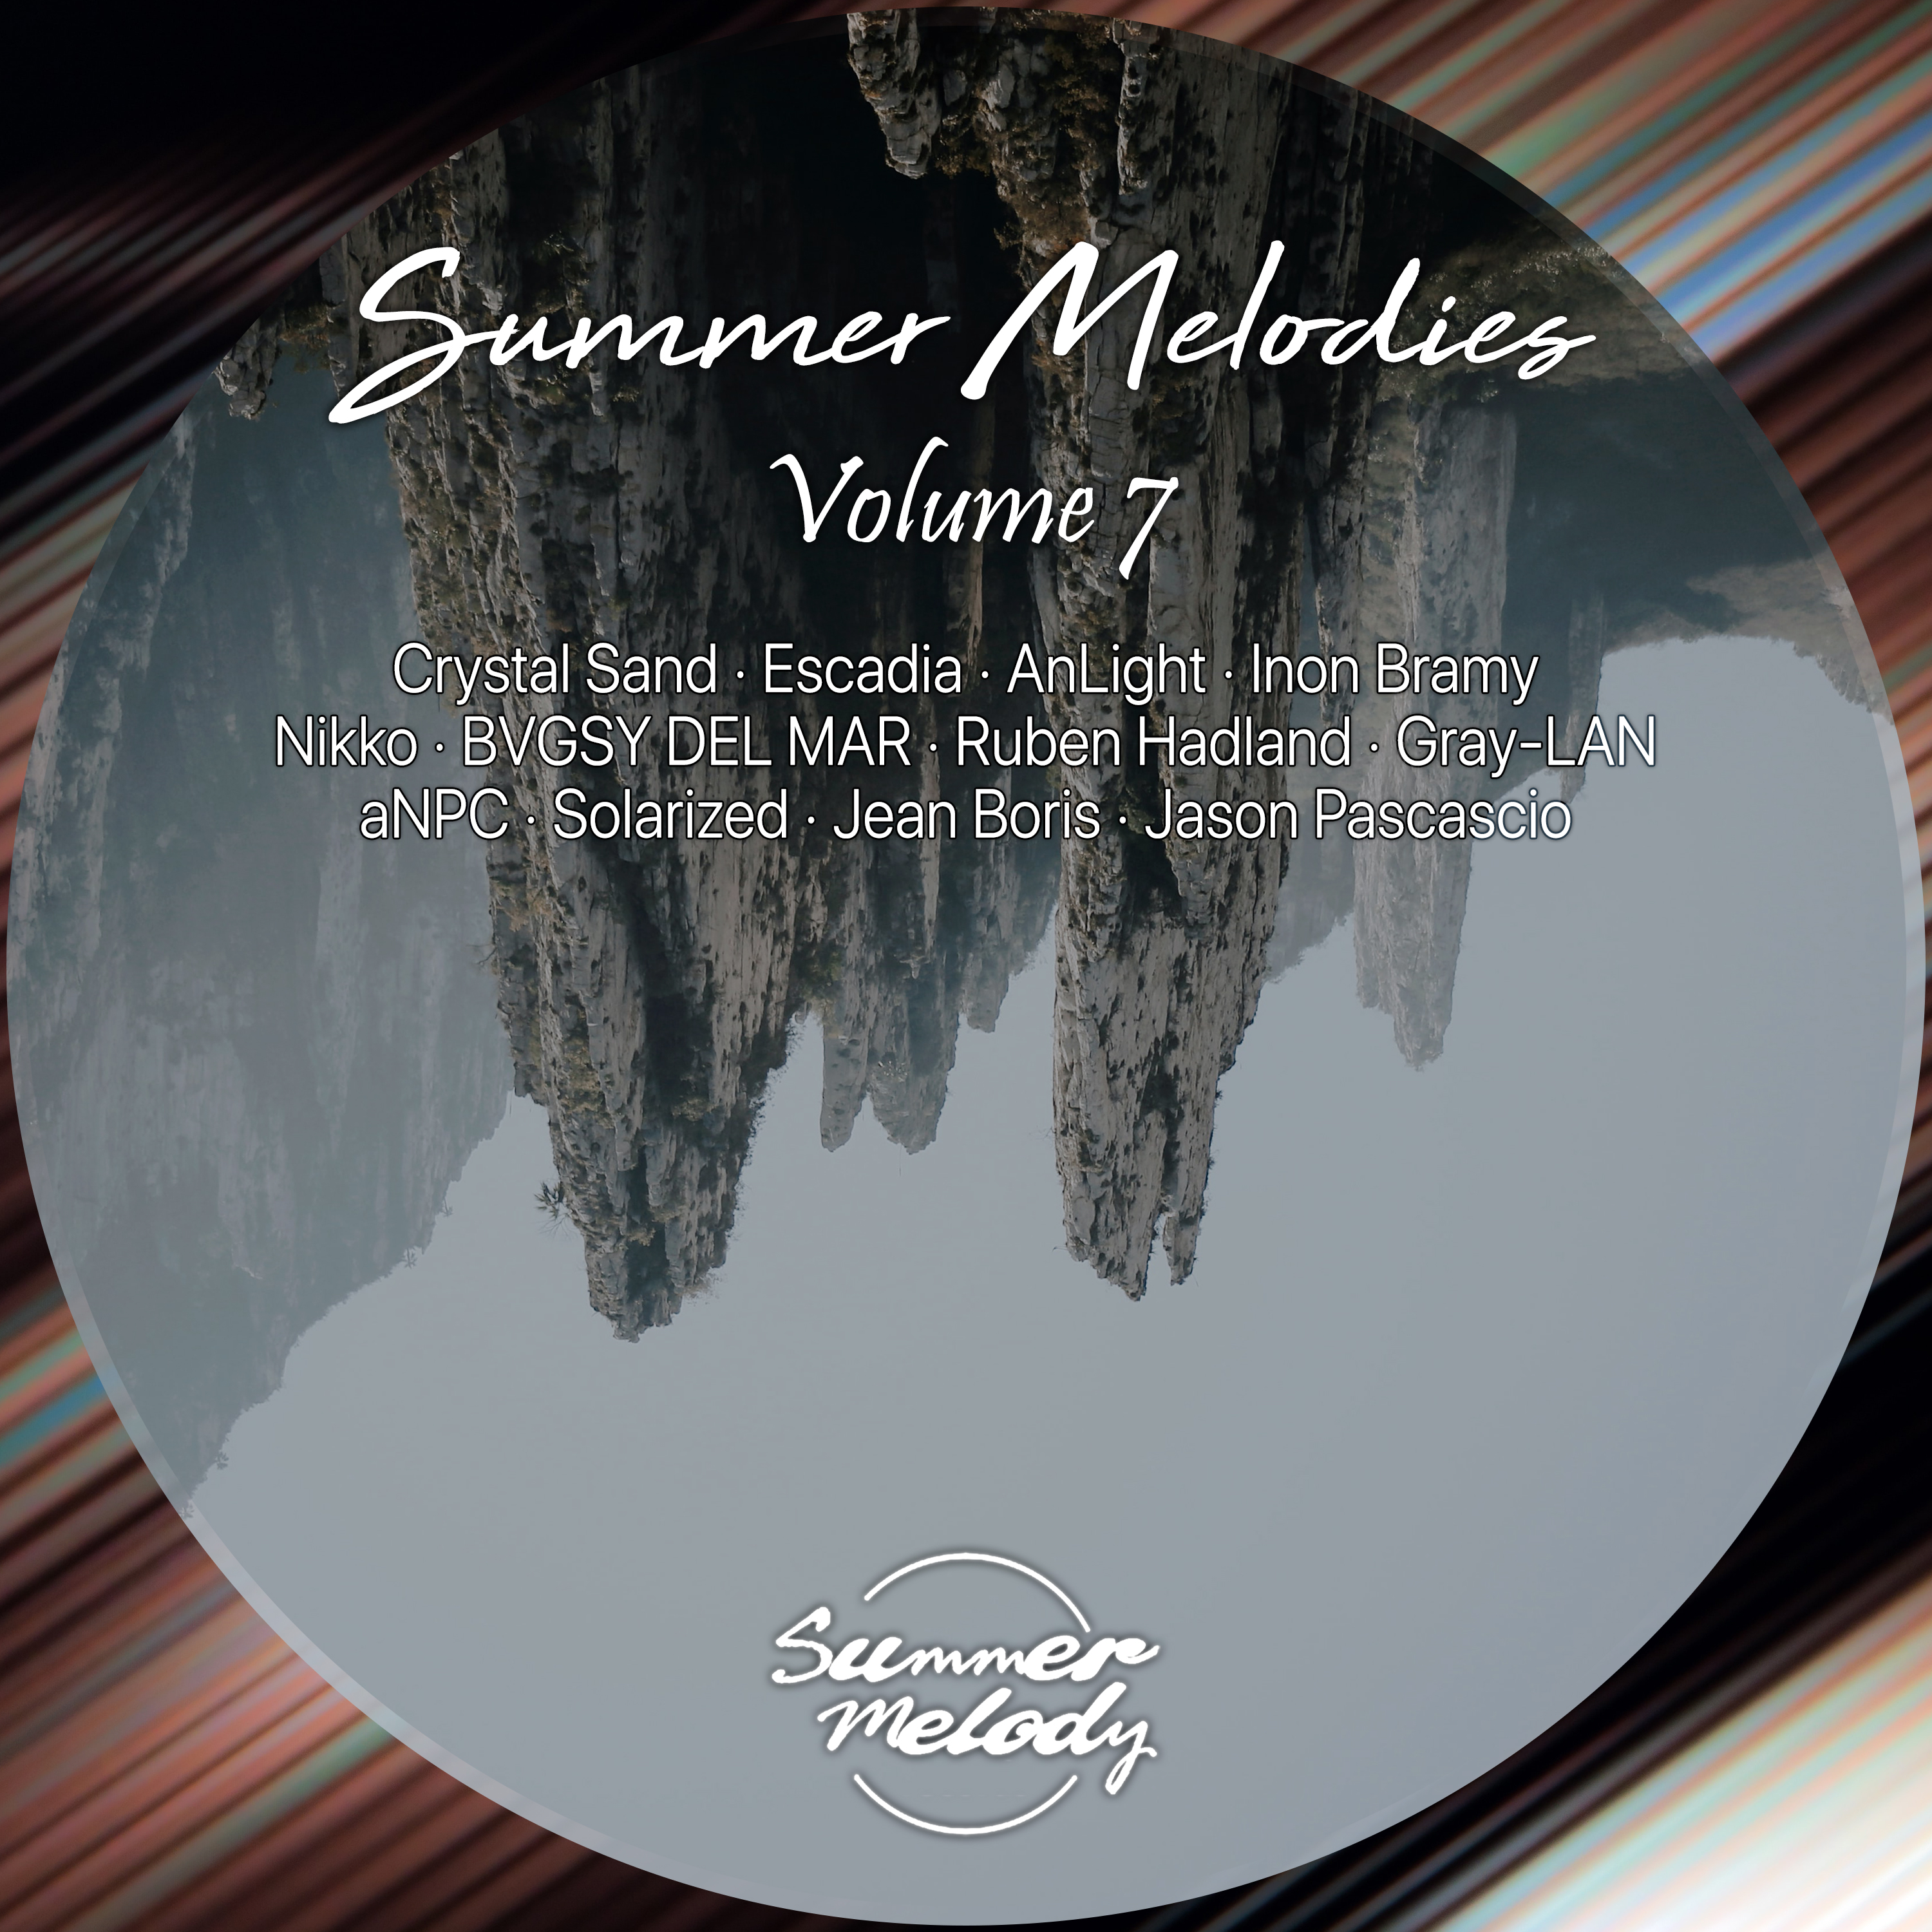 Summer Melodies
Volume 7
Crystal Sand · Escadia · AnLight · Inon Bramy
Nikko · BVGSY DEL MAR · Ruben Hadland · Gray-LAN
aNPC · Solarized · Jean Boris · Jason Pascascio
Summer
Melody